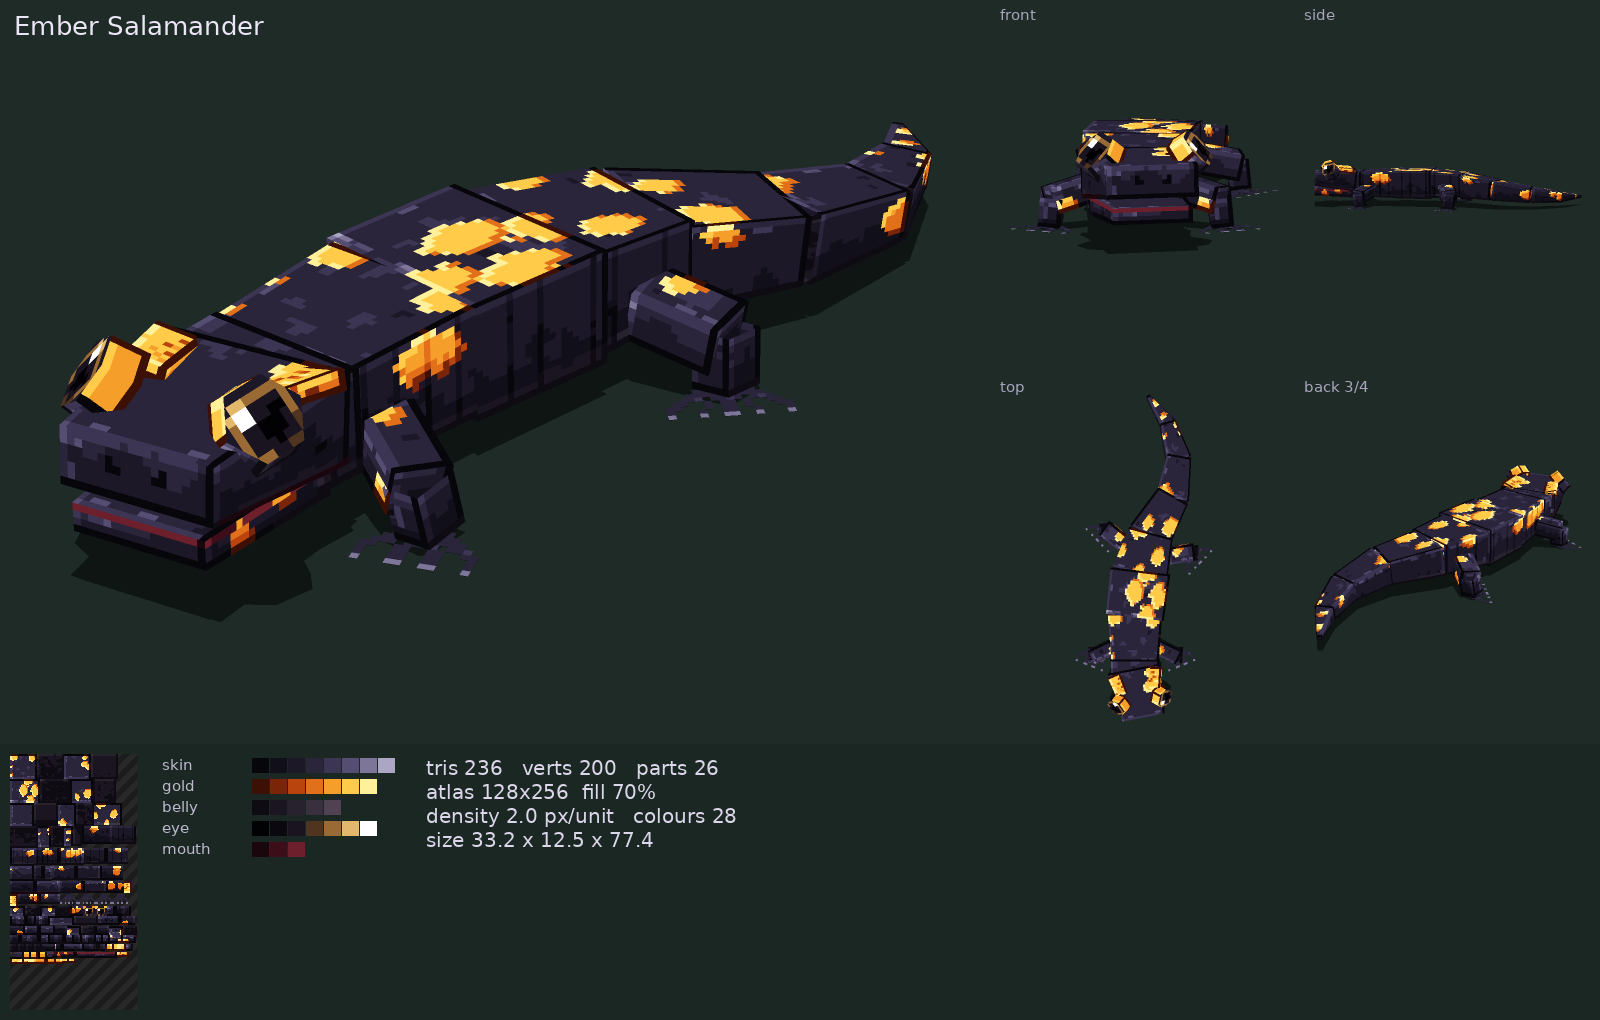 Ember Salamander
front
side
top
back 3/4
skin
gold
belly
eye
mouth
tris 236 verts 200 parts 26
atlas 128x256 fill 70%
density 2.0 px/unit colours 28
size 33.2 x 12.5 x 77.4